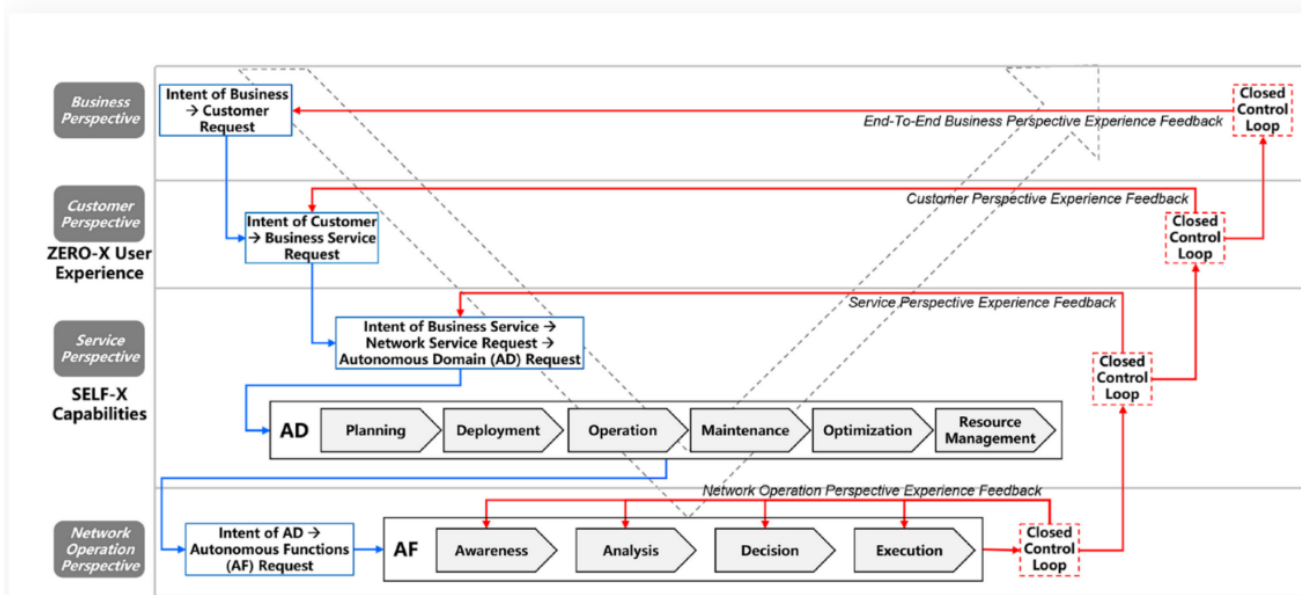 Business
Perspective
Intent of Business
→ Customer
Request
End-To-End Business Perspective Experience Feedback
Closed
Control
Loop
Customer
Perspective
ZERO-X User
Experience
Intent of Customer
→ Business Service
Request
Customer Perspective Experience Feedback
Closed
Control
Loop
Service
Perspective
SELF-X
Capabilities
Intent of Business Service →
Network Service Request →
Autonomous Domain (AD) Request
Service Perspective Experience Feedback
Closed
Control
Loop
AD
Planning
Deployment
Operation
Maintenance
Optimization
Resource
Management
Network
Operation
Perspective
Intent of AD →
Autonomous Functions
(AF) Request
Network Operation Perspective Experience Feedback
AF
Awareness
Analysis
Decision
Execution
Closed
Control
Loop